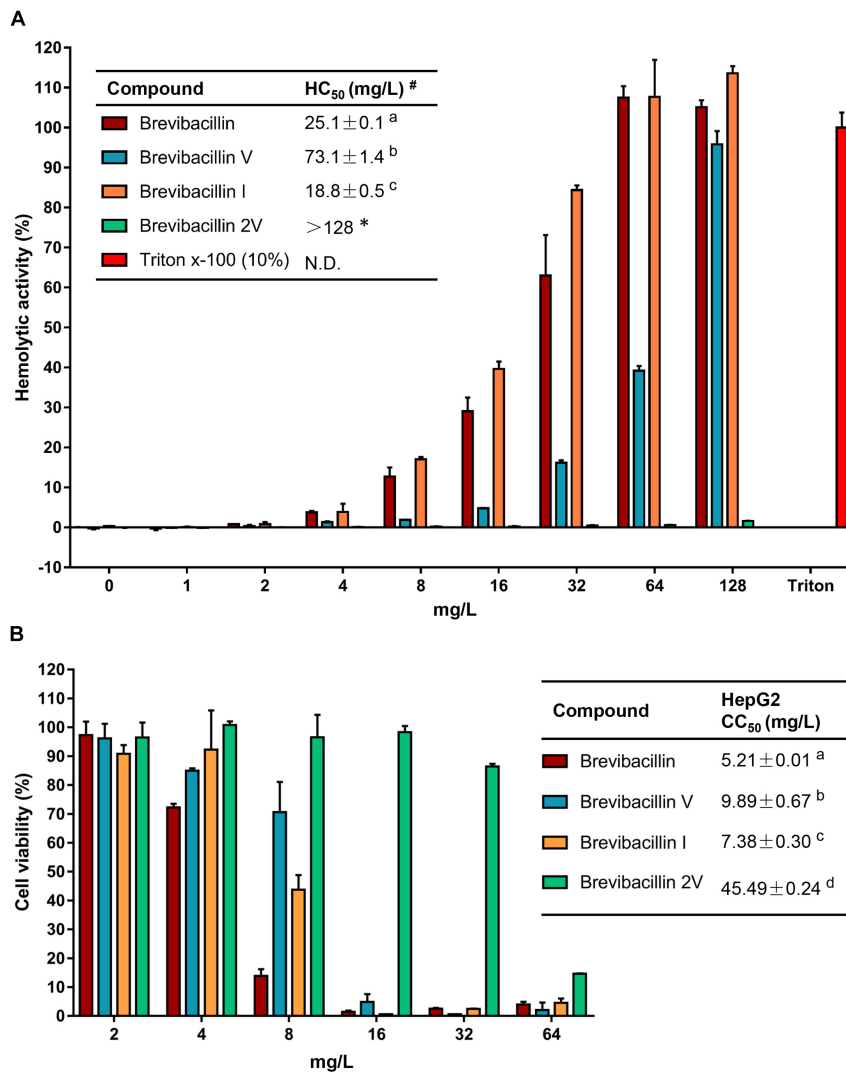 A
120
110
100
90
80
70
60
50
40
30
20
10
0
-10
Hemolytic activity (%)
Compound HC50 (mg/L) #
Brevibacillin 25.1±0.1 a
Brevibacillin V 73.1±1.4 b
Brevibacillin I 18.8±0.5 c
Brevibacillin 2V >128 *
Triton x-100 (10%) N.D.
0 1 2 4 8 16 32 64 128 Triton
mg/L
B
120
110
100
90
80
70
60
50
40
30
20
10
0
Cell viability (%)
Compound HepG2
CC50 (mg/L)
Brevibacillin 5.21±0.01 a
Brevibacillin V 9.89±0.67 b
Brevibacillin I 7.38±0.30 c
Brevibacillin 2V 45.49±0.24 d
2 4 8 16 32 64
mg/L